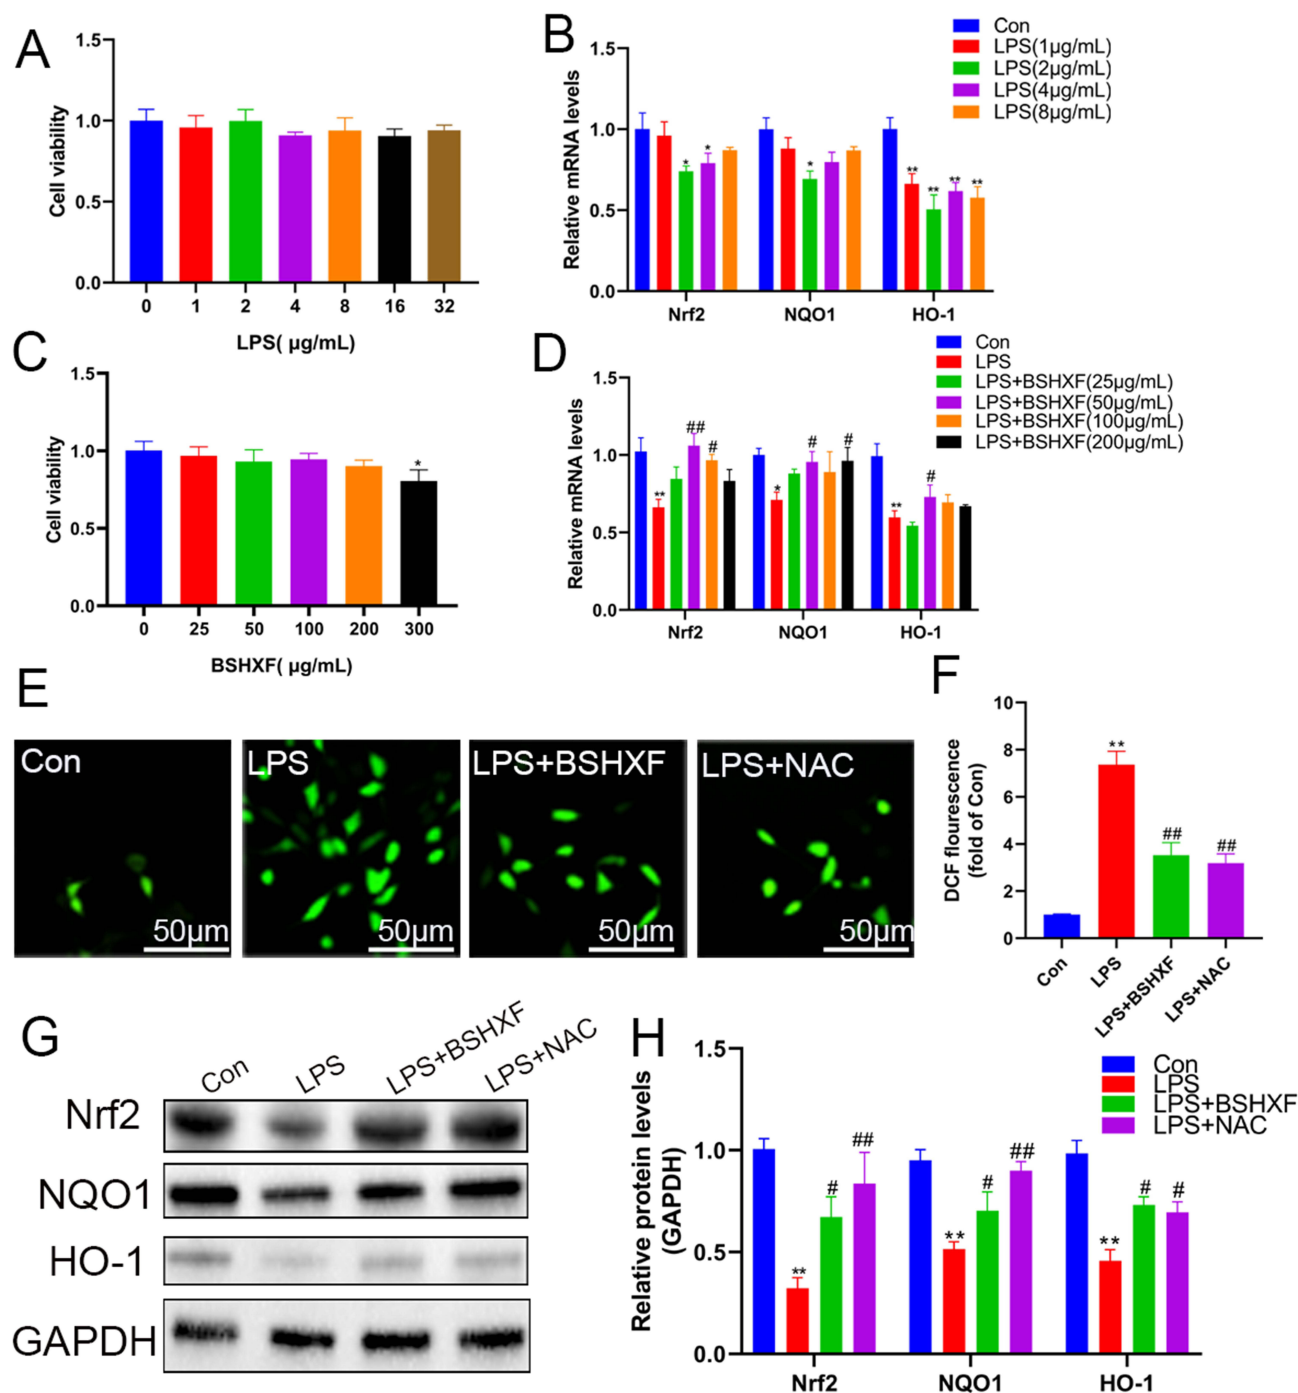 A
1.5
1.0
0.5
0.0
Cell viability
0 1 2 4 8 16 32
LPS( μg/mL)
B
1.5
1.0
0.5
0.0
Relative mRNA levels
Con
LPS(1μg/mL)
LPS(2μg/mL)
LPS(4μg/mL)
LPS(8μg/mL)
* *
*
** ** ** **
Nrf2 NQO1 HO-1
C
1.5
1.0
0.5
0.0
Cell viability
*
0 25 50 100 200 300
BSHXF( μg/mL)
D
1.5
1.0
0.5
0.0
Relative mRNA levels
Con
LPS
LPS+BSHXF(25μg/mL)
LPS+BSHXF(50μg/mL)
LPS+BSHXF(100μg/mL)
LPS+BSHXF(200μg/mL)
** ## #
* # #
** #
Nrf2 NQO1 HO-1
E
Con LPS LPS+BSHXF LPS+NAC
50μm 50μm 50μm 50μm
F
10
8
6
4
2
0
DCF flourescence
(fold of Con)
** ## ##
Con LPS LPS+BSHXF LPS+NAC
G
Con LPS LPS+BSHXF LPS+NAC
Nrf2
NQO1
HO-1
GAPDH
H
1.5
1.0
0.5
0.0
Relative protein levels
(GAPDH)
Con
LPS
LPS+BSHXF
LPS+NAC
** # ##
** # ##
** # #
Nrf2 NQO1 HO-1